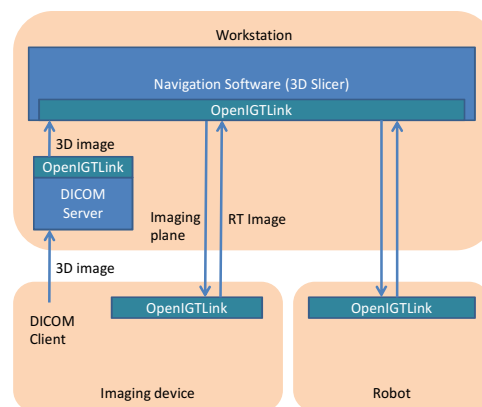 Workstation
Navigation Software (3D Slicer)
OpenIGTLink
3D image
OpenIGTLink
DICOM
Server
Imaging
plane
RT Image
3D image
DICOM
Client
OpenIGTLink
OpenIGTLink
Imaging device
Robot